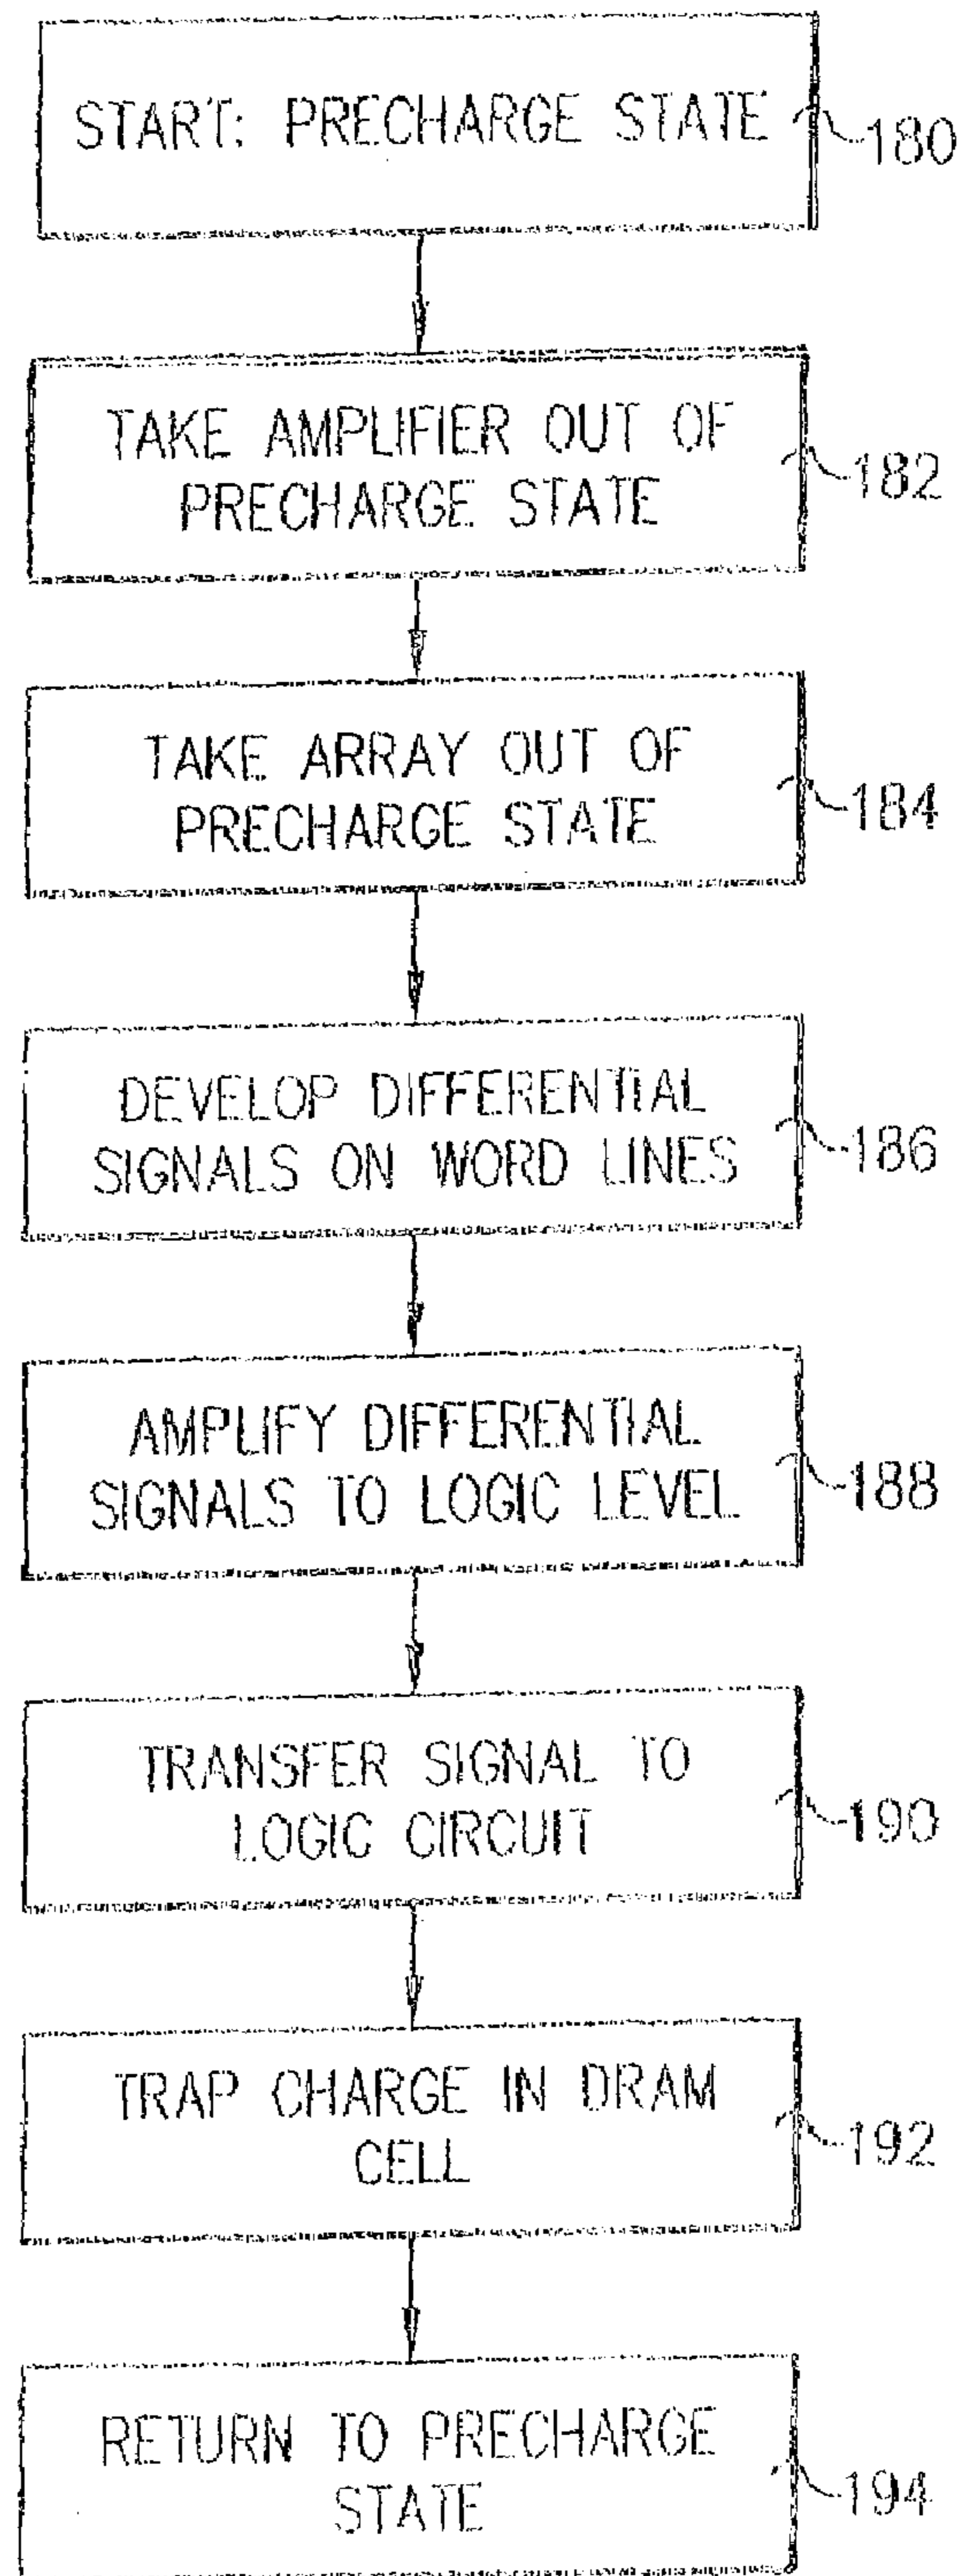 START: PRECHARGE STATE
180
TAKE AMPLIFIER OUT OF
PRECHARGE STATE
182
TAKE ARRAY OUT OF
PRECHARGE STATE
184
DEVELOP DIFFERENTIAL
SIGNALS ON WORD LINES
186
AMPLIFY DIFFERENTIAL
SIGNALS TO LOGIC LEVEL
188
TRANSFER SIGNAL TO
LOGIC CIRCUIT
190
TRAP CHARGE IN DRAM
CELL
192
RETURN TO PRECHARGE
STATE
194